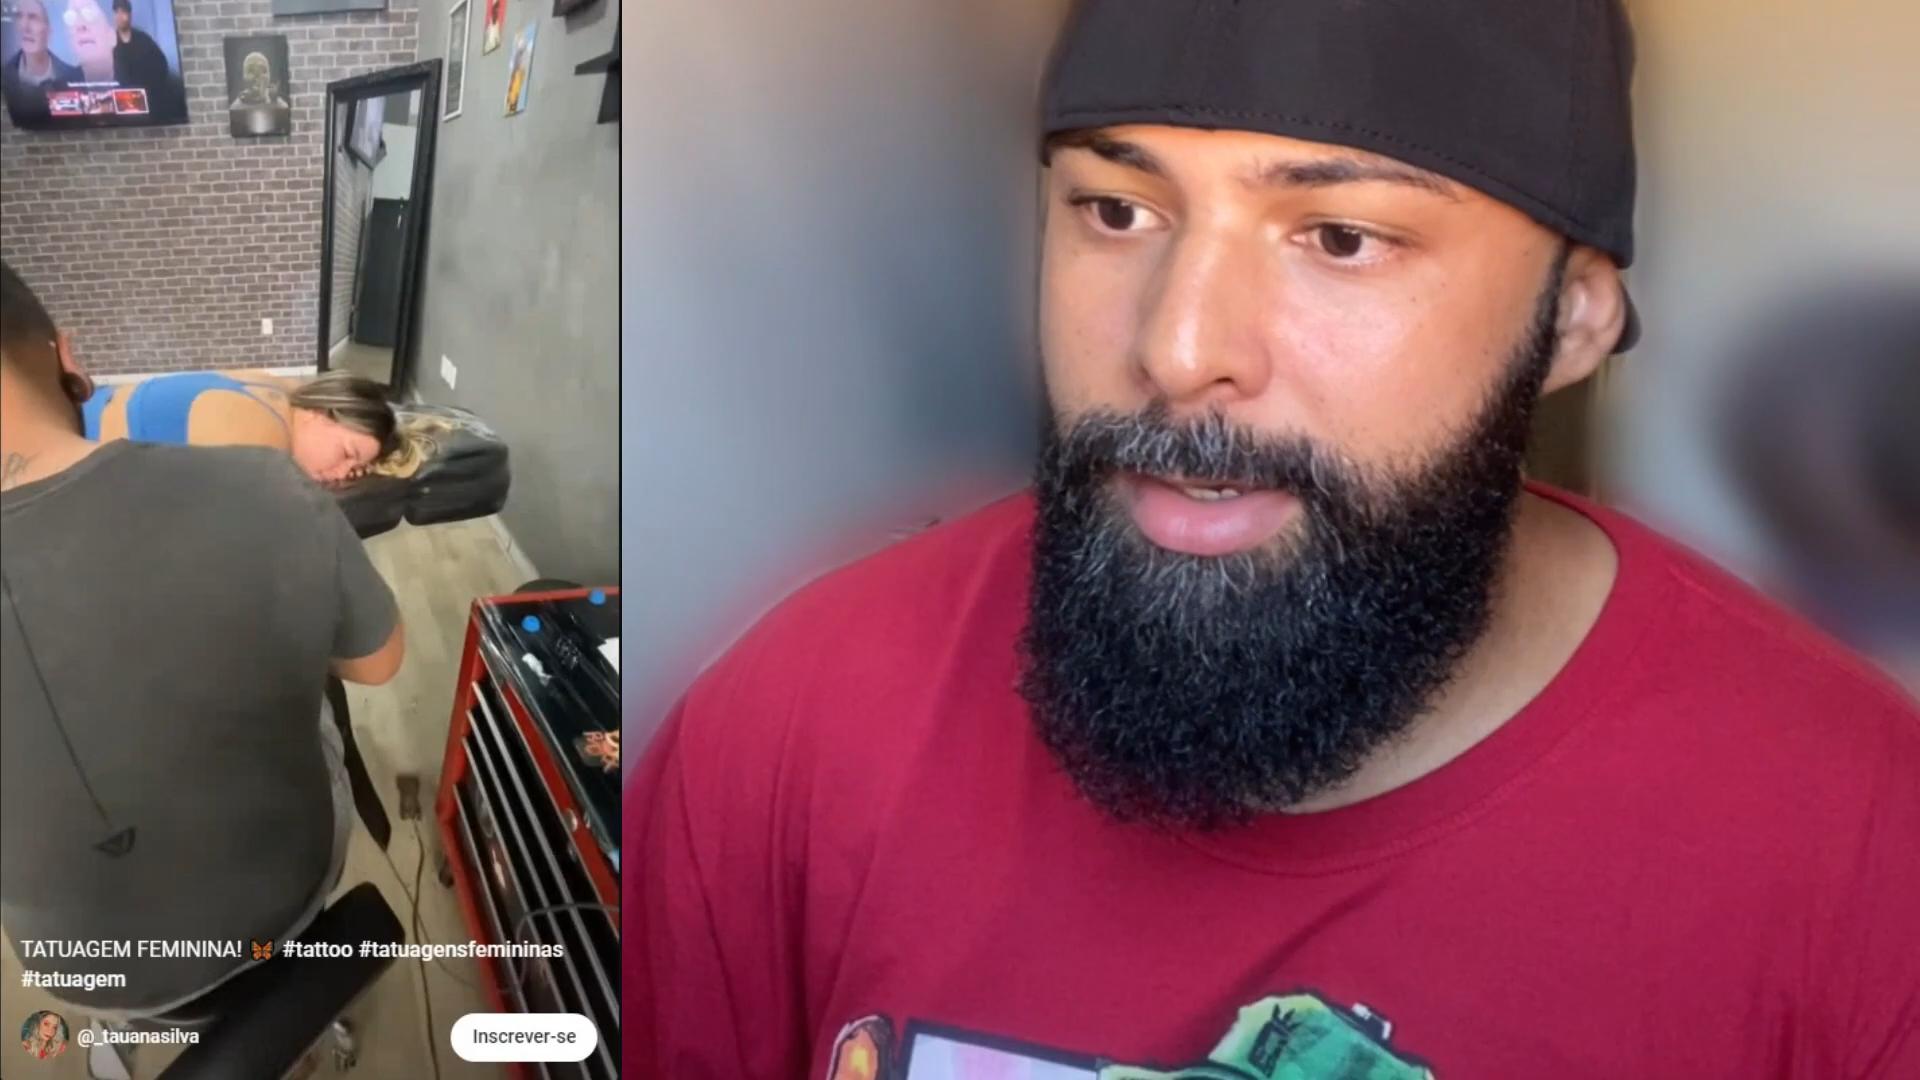 TATUAGEM FEMININA! 🦋 #tattoo #tatuagensfemininas
#tatuagem
@_tauanasilva
Inscrever-se